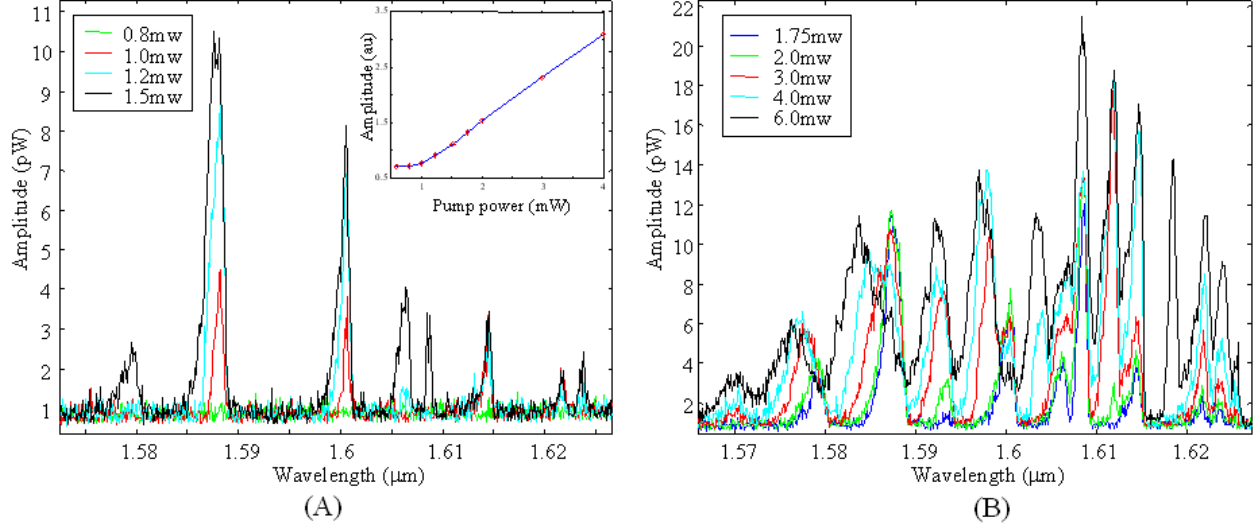 0.8mw
1.0mw
1.2mw
1.5mw
11
10
9
8
7
6
5
4
3
2
1
Amplitude (pW)
1.58
1.59
1.6
1.61
1.62
Wavelength (μm)
(A)
3.5
2.5
1.5
0.5
Amplitude (au)
1
2
3
4
Pump power (mW)
1.75mw
2.0mw
3.0mw
4.0mw
6.0mw
22
20
18
16
14
12
10
8
6
4
2
Amplitude (pW)
1.57
1.58
1.59
1.6
1.61
1.62
Wavelength (μm)
(B)